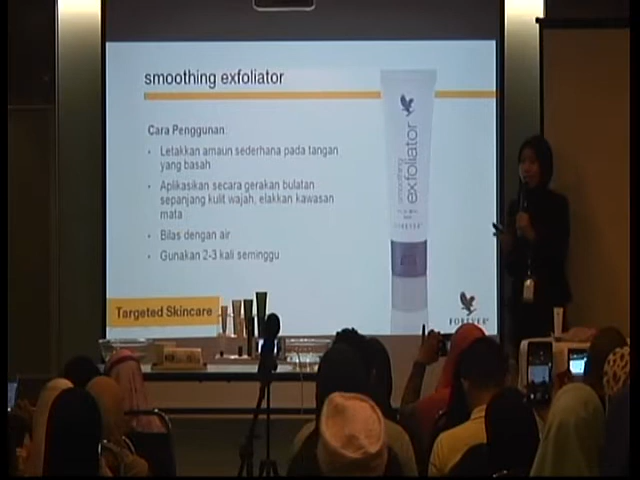 smoothing exfoliator
Cara Penggunan:
• Letakkan amaun sederhana pada tangan
yang basah
• Aplikasikan secara gerakan bulatan
sepanjang kulit wajah, elakkan kawasan
mata
• Bilas dengan air
• Gunakan 2-3 kali seminggu
smoothing
exfoliator
FOREVER
Targeted Skincare
FOREVER